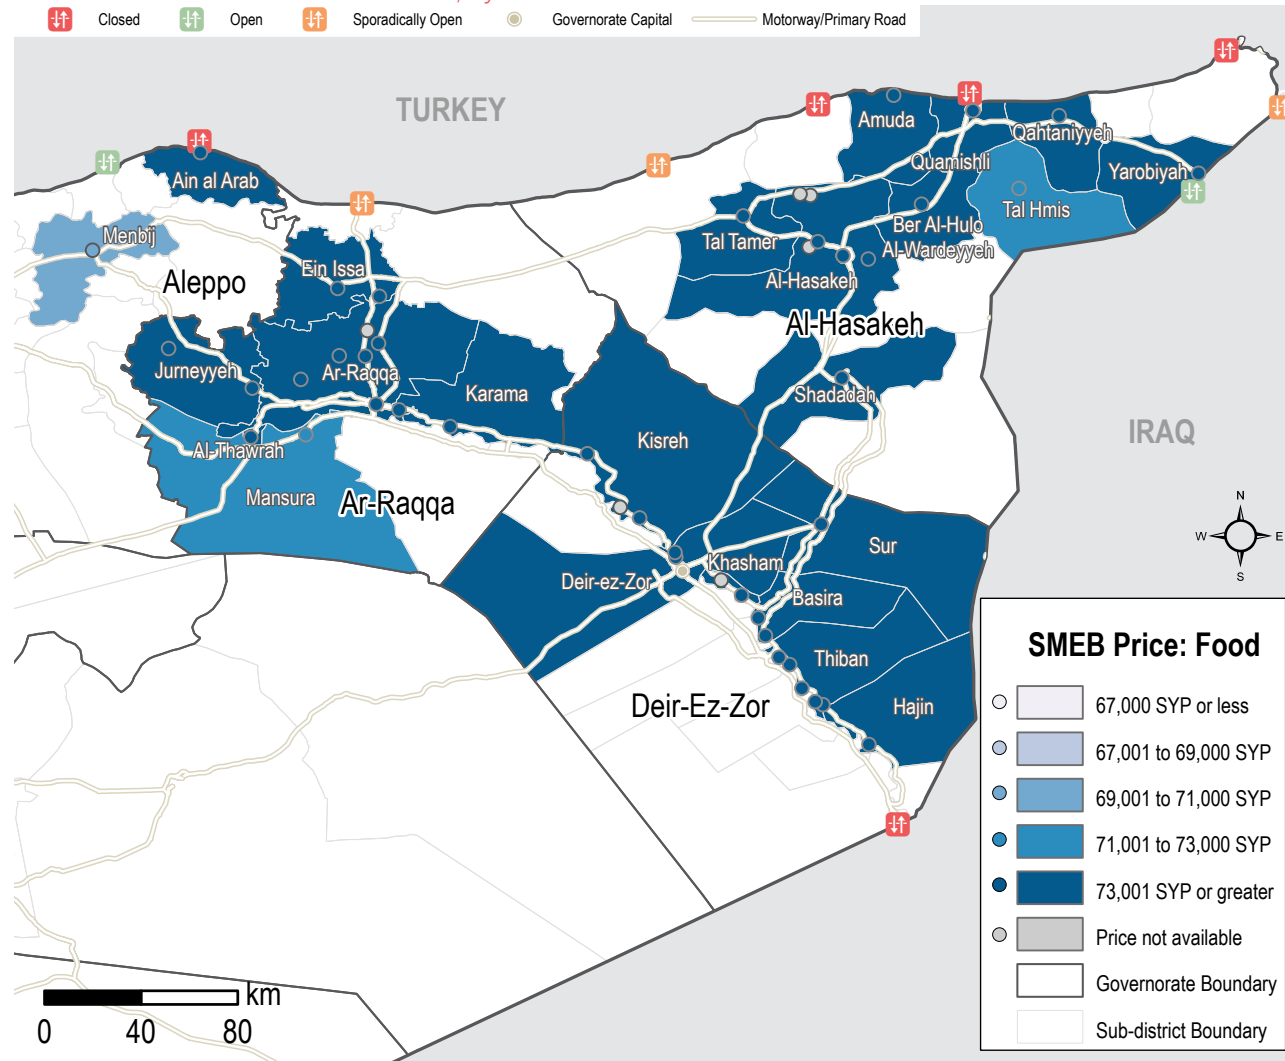 Closed
Open
Sporadically Open
Governorate Capital
Motorway/Primary Road
TURKEY
Amuda
Qahtaniyyeh
Quamishli
Yarobiyah
Ain al Arab
Tal Hmis
Ber Al-Hulo
Al-Wardeyyeh
Menbij
Tal Tamer
Ein Issa
Al-Hasakeh
Aleppo
Al-Hasakeh
Jurneyyeh
Ar-Raqqa
Karama
Shadadah
Kisreh
IRAQ
Al-Thawrah
Mansura
Ar-Raqqa
N
W
E
S
Sur
Khasham
Deir-ez-Zor
Basira
Thiban
Hajin
Deir-Ez-Zor
SMEB Price: Food
67,000 SYP or less
67,001 to 69,000 SYP
69,001 to 71,000 SYP
71,001 to 73,000 SYP
73,001 SYP or greater
Price not available
Governorate Boundary
Sub-district Boundary
km
0 40 80